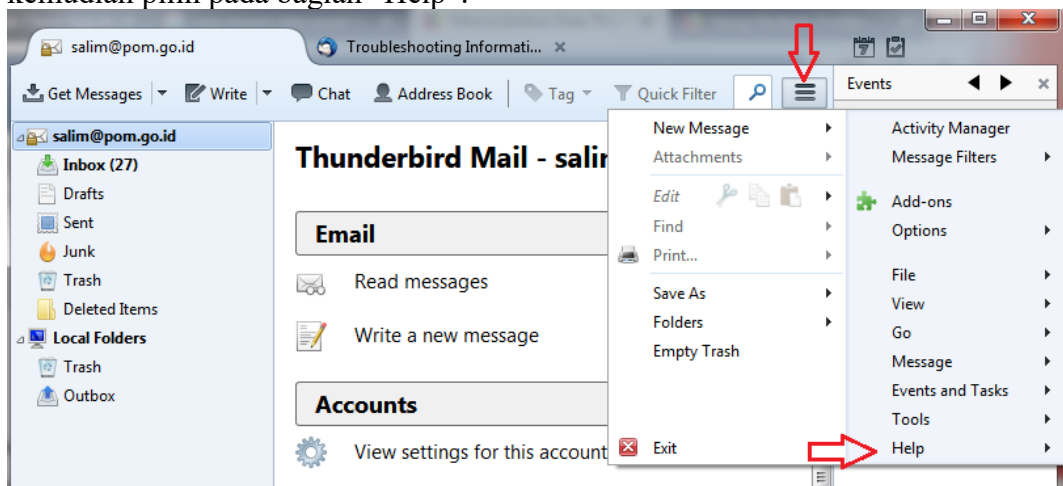 kemudian pilih pada bagian "Help".
salim@pom.go.id
Troubleshooting Informati...
7
Get Messages
Write
Chat
Address Book
Tag
Quick Filter
Events
salim@pom.go.id
Inbox (27)
Drafts
Sent
Junk
Trash
Deleted Items
Local Folders
Trash
Outbox
Thunderbird Mail - salir
Email
Read messages
Write a new message
Accounts
View settings for this account
New Message
Attachments
Edit
Find
Print...
Save As
Folders
Empty Trash
Exit
Activity Manager
Message Filters
Add-ons
Options
File
View
Go
Message
Events and Tasks
Tools
Help